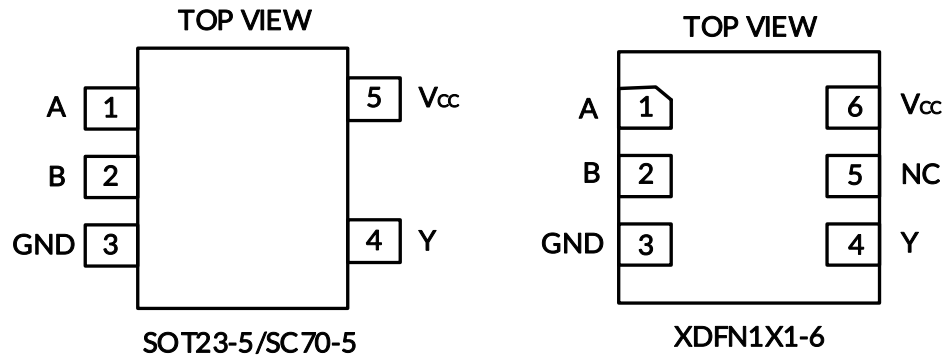 TOP VIEW
A 1
5 VCC
B 2
GND 3
4 Y
SOT23-5/SC70-5
TOP VIEW
A 1
6 VCC
B 2
5 NC
GND 3
4 Y
XDFN1X1-6